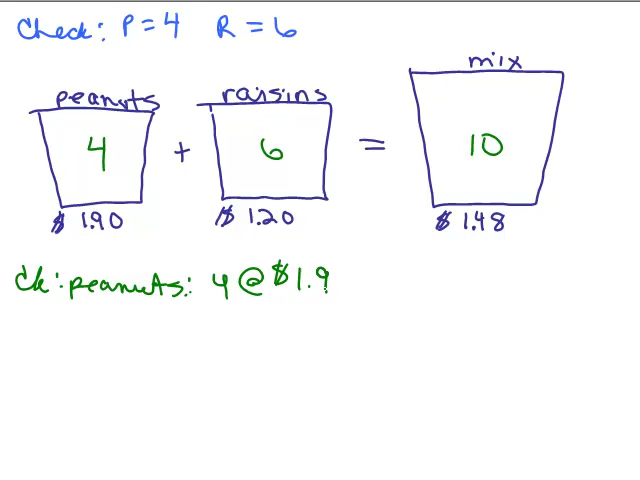 Check: P = 4 R = 6
peanuts raisins mix
4 + 6 = 10
$ 1.90 $ 1.20 $ 1.48
Ck: peanuts: 4 @ $1.9